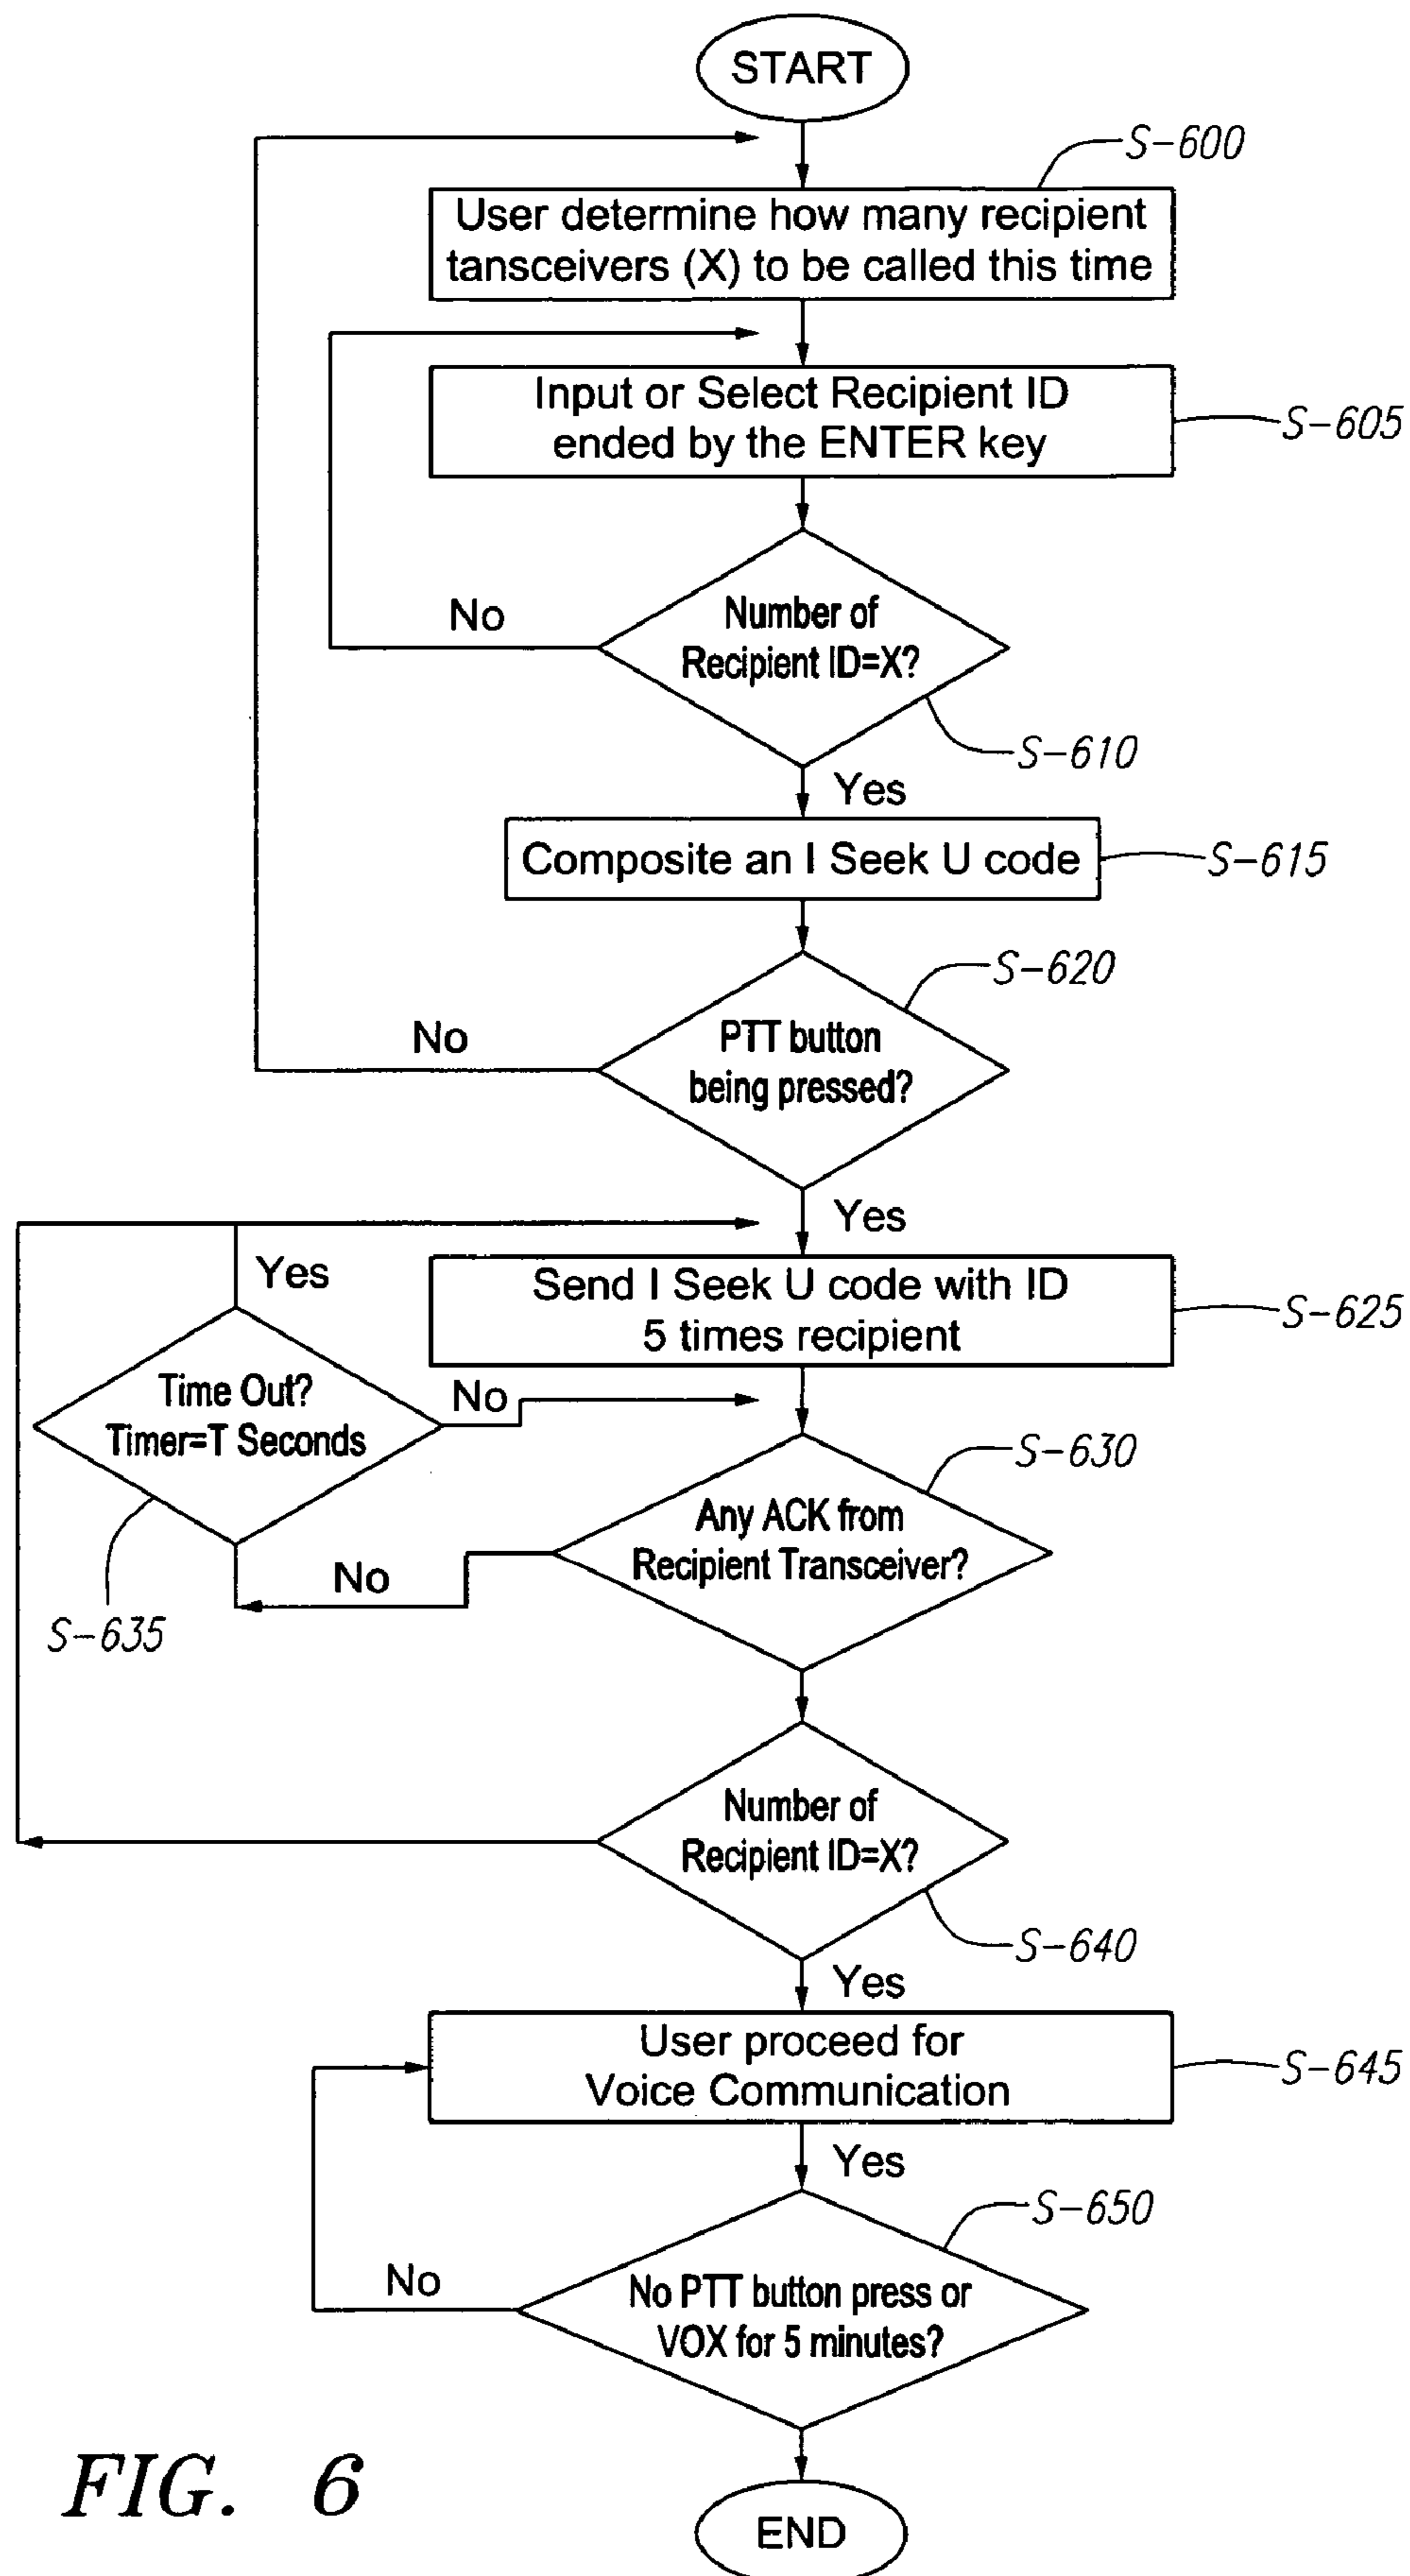 START
S-600
User determine how many recipient
tansceivers (X) to be called this time
Input or Select Recipient ID
ended by the ENTER key
S-605
No
Number of
Recipient ID=X?
S-610
Yes
Composite an I Seek U code
S-615
S-620
No
PTT button
being pressed?
Yes
Yes
Send I Seek U code with ID
5 times recipient
S-625
Time Out?
Timer=T Seconds
No
S-630
Any ACK from
Recipient Transceiver?
No
S-635
Number of
Recipient ID=X?
S-640
Yes
User proceed for
Voice Communication
S-645
Yes
S-650
No
No PTT button press or
VOX for 5 minutes?
FIG. 6
END